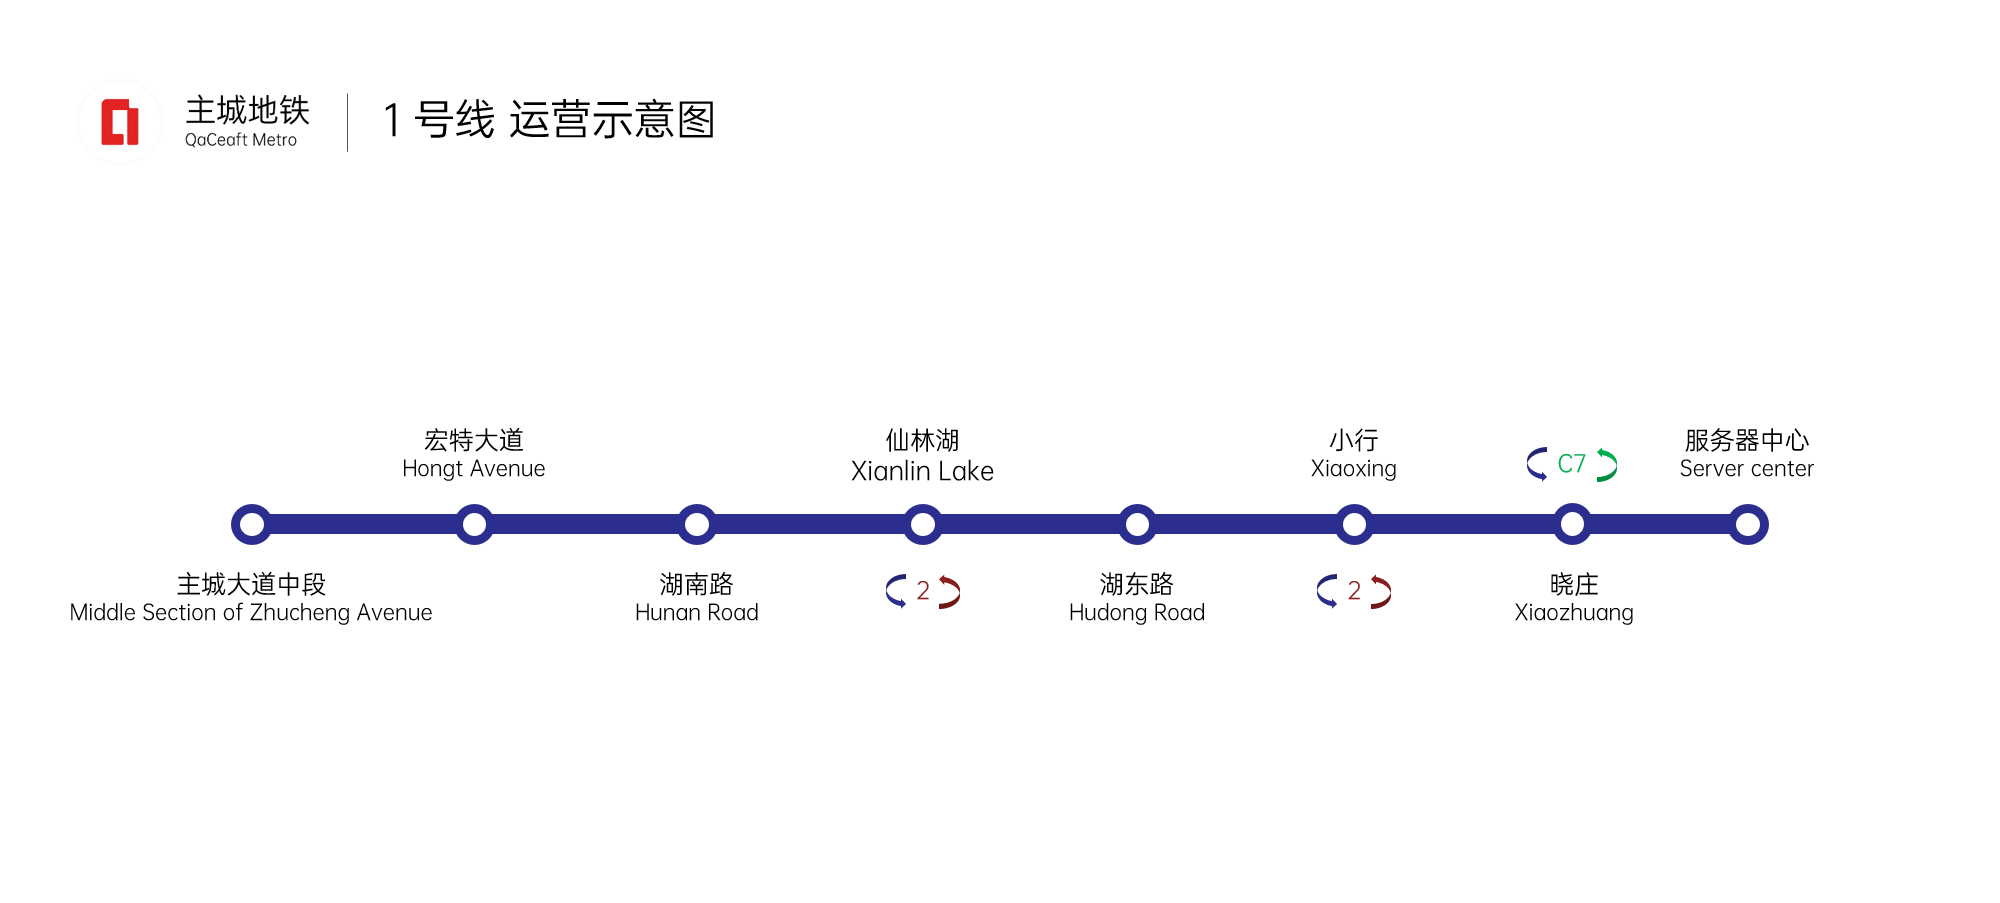 主城地铁
QaCeaft Metro
1 号线 运营示意图
宏特大道
Hongt Avenue
仙林湖
Xianlin Lake
小行
Xiaoxing
C7
服务器中心
Server center
主城大道中段
Middle Section of Zhucheng Avenue
湖南路
Hunan Road
2
湖东路
Hudong Road
2
晓庄
Xiaozhuang